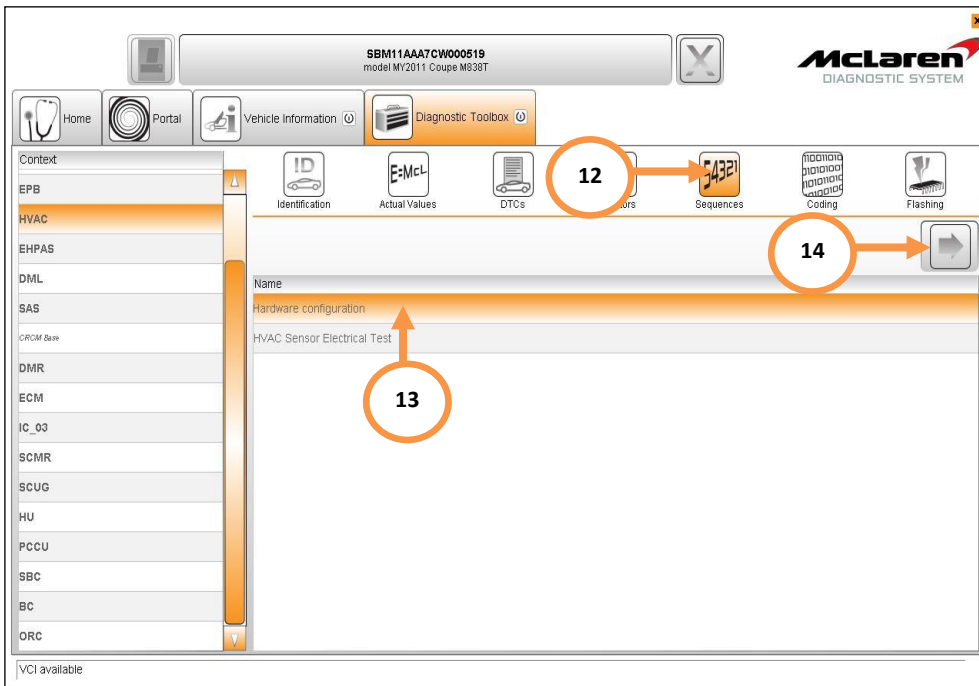 SBM11AAA7CW000519
model MY2011 Coupe M838T
McLaren
DIAGNOSTIC SYSTEM
Home
Portal
Vehicle Information
Diagnostic Toolbox
Context
EPB
HVAC
EHPAS
DML
SAS
CRCM Base
DMR
ECM
IC_03
SCMR
SCUG
HU
PCCU
SBC
BC
ORC
ID
Identification
E=McL
Actual Values
DTCs
12
ors
54321
Sequences
Coding
Flashing
14
Name
Hardware configuration
HVAC Sensor Electrical Test
13
VCI available